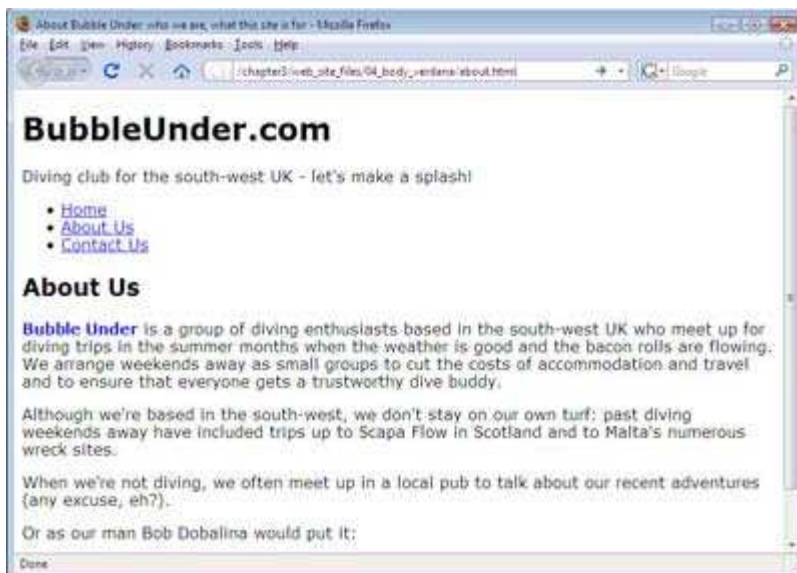 About Bubble Under: who we are, what this site is for - Mozilla Firefox
File Edit View History Bookmarks Tools Help
/chapter3/web_site_files/04_body_verdana/about.html
Google
BubbleUnder.com
Diving club for the south-west UK - let's make a splash!
Home
About Us
Contact Us
About Us
Bubble Under is a group of diving enthusiasts based in the south-west UK who meet up for
diving trips in the summer months when the weather is good and the bacon rolls are flowing.
We arrange weekends away as small groups to cut the costs of accommodation and travel
and to ensure that everyone gets a trustworthy dive buddy.
Although we're based in the south-west, we don't stay on our own turf: past diving
weekends away have included trips up to Scapa Flow in Scotland and to Malta's numerous
wreck sites.
When we're not diving, we often meet up in a local pub to talk about our recent adventures
(any excuse, eh?).
Or as our man Bob Dobalina would put it:
Done